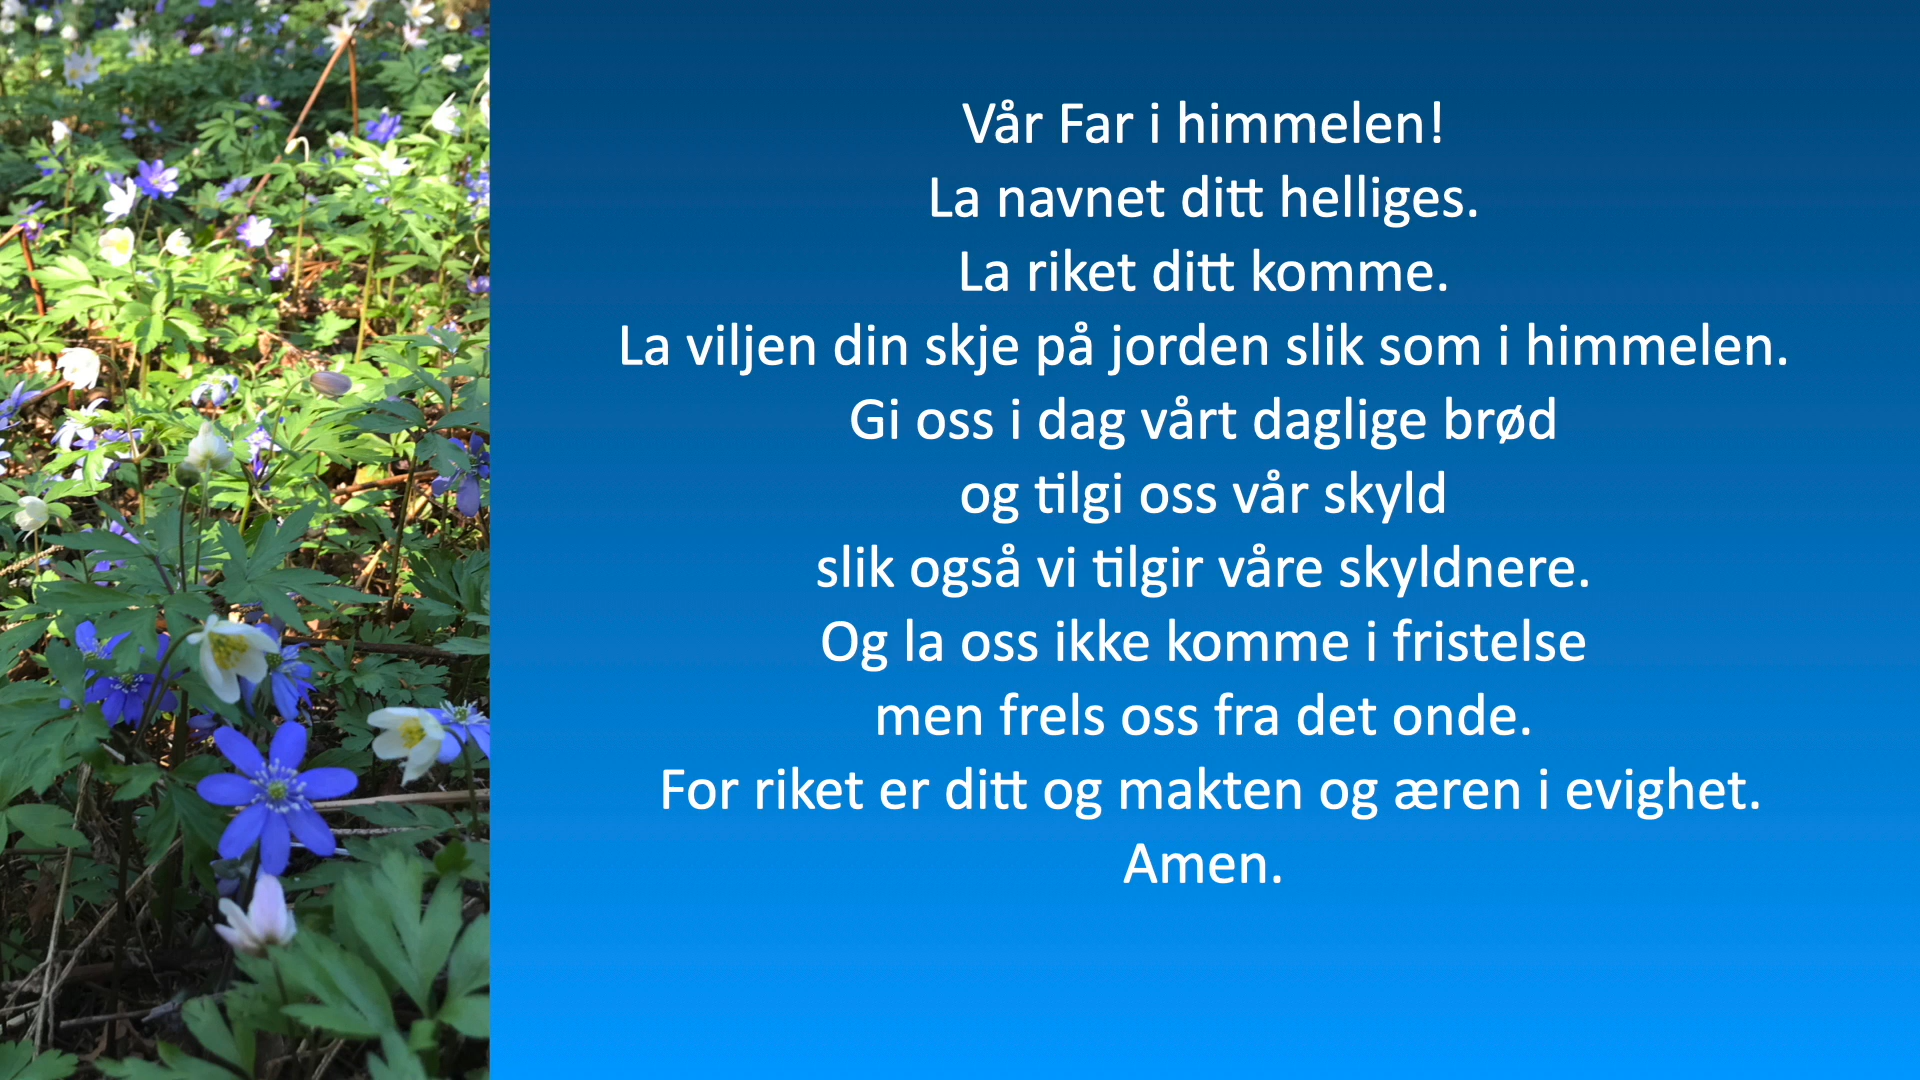 Vår Far i himmelen!
La navnet ditt helliges.
La riket ditt komme.
La viljen din skje på jorden slik som i himmelen.
Gi oss i dag vårt daglige brød
og tilgi oss vår skyld
slik også vi tilgir våre skyldnere.
Og la oss ikke komme i fristelse
men frels oss fra det onde.
For riket er ditt og makten og æren i evighet.
Amen.